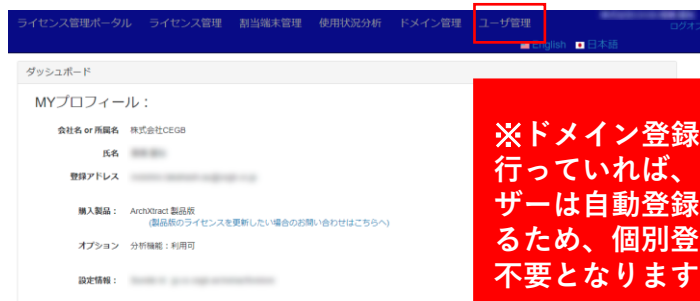 ライセンス管理ポータル ライセンス管理 割当端末管理 使用状況分析 ドメイン管理 ユーザ管理
ログオフ
English 日本語
ダッシュボード
MYプロフィール：
会社名 or 所属名 株式会社CEGB
氏名
登録アドレス
購入製品： ArchXtract 製品版
(製品版のライセンスを更新したい場合のお問い合わせはこちらへ)
オプション 分析機能：利用可
設定情報：
※ドメイン登録
行っていれば、
ザーは自動登録
るため、個別登
不要となります